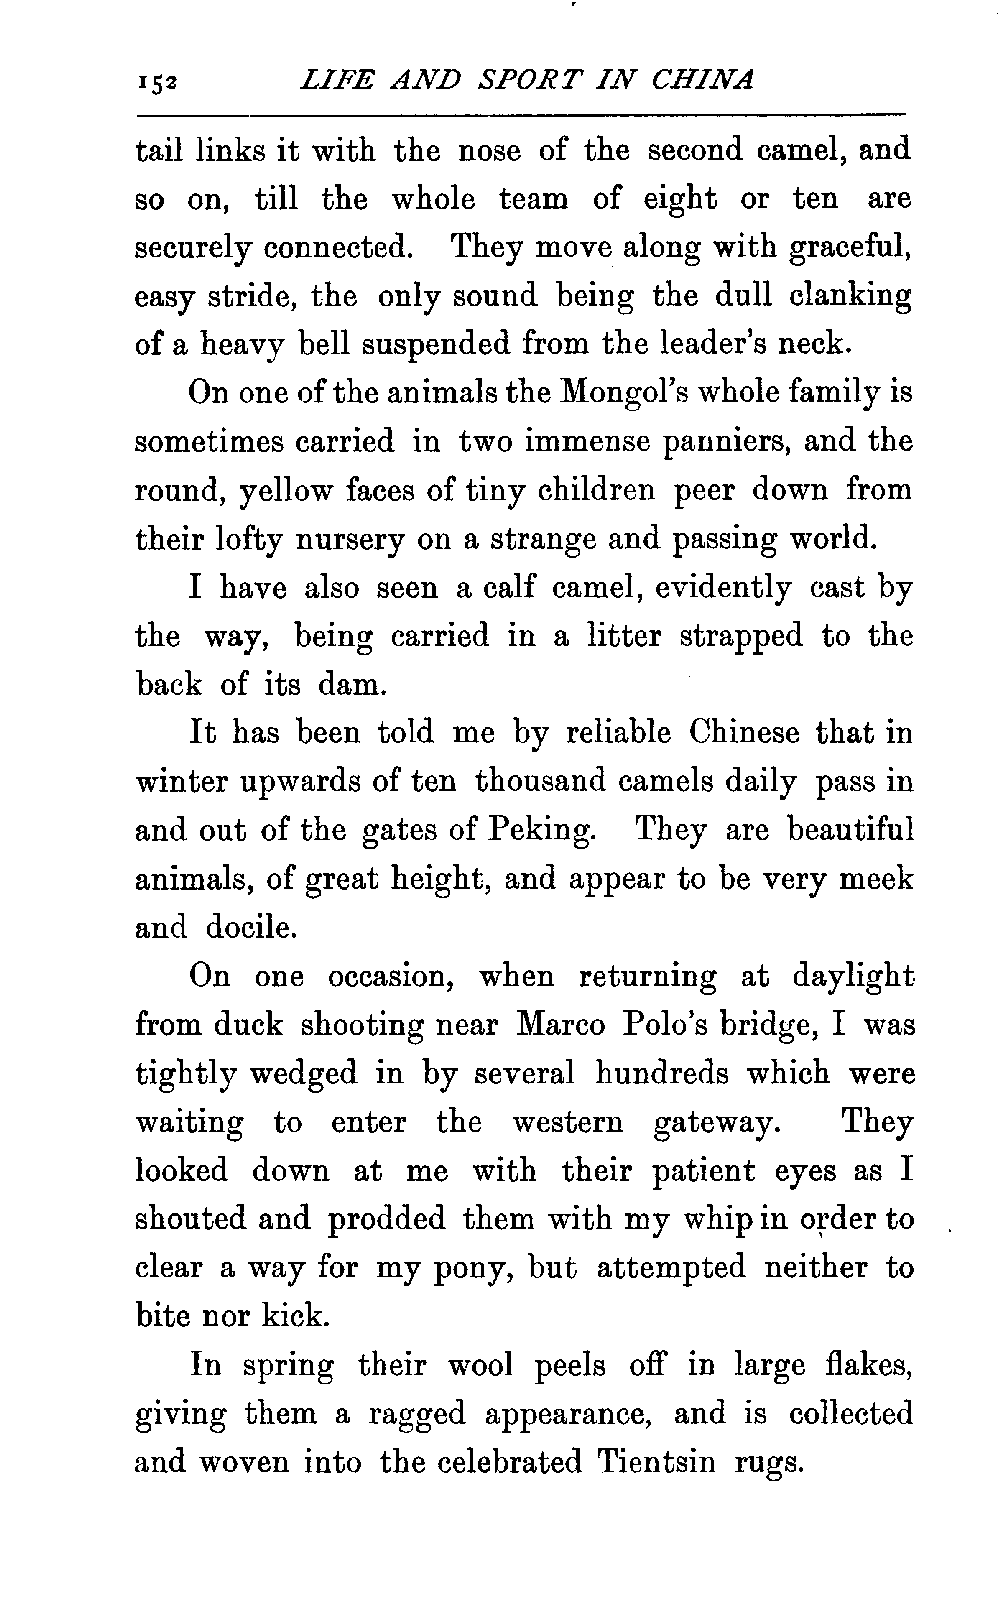 152 LIFE AND SPORT IN CHINA
tail links it with the nose of the second camel, and
so on, till the whole team of eight or ten are
securely connected. They move along with graceful,
easy stride, the only sound being the dull clanking
of a heavy bell suspended from the leader's neck.
On one of the animals the Mongol's whole family is
sometimes carried in two immense panniers, and the
round, yellow faces of tiny children peer down from
their lofty nursery on a strange and passing world.
I have also seen a calf camel, evidently cast by
the way, being carried in a litter strapped to the
back of its dam.
It has been told me by reliable Chinese that in
winter upwards of ten thousand camels daily pass in
and out of the gates of Peking. They are beautiful
animals, of great height, and appear to be very meek
and docile.
On one occasion, when returning at daylight
from duck shooting near Marco Polo's bridge, I was
tightly wedged in by several hundreds which were
waiting to enter the western gateway. They
looked down at me with their patient eyes as I
shouted and prodded them with my whip in order to
clear a way for my pony, but attempted neither to
bite nor kick.
In spring their wool peels off in large flakes,
giving them a ragged appearance, and is collected
and woven into the celebrated Tientsin rugs.